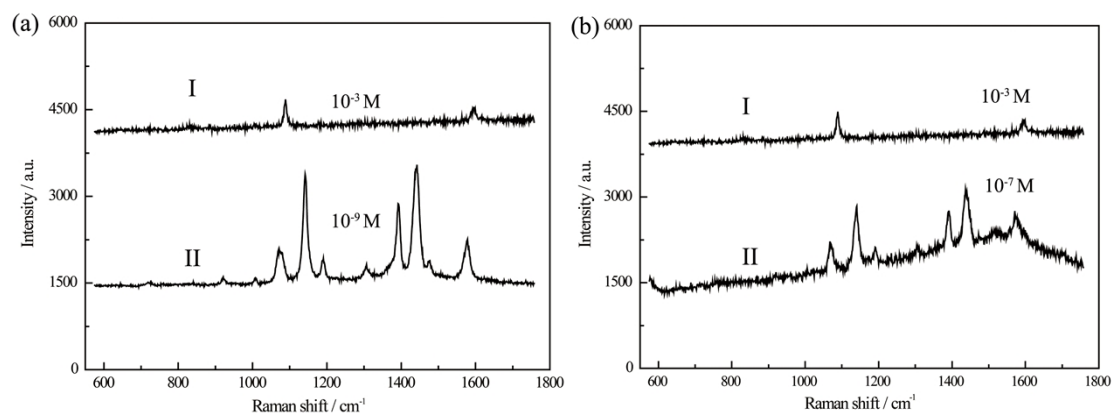 (a)
6000
4500
3000
1500
0
Intensity / a.u.
I
10⁻³ M
II
10⁻⁹ M
600 800 1000 1200 1400 1600 1800
Raman shift / cm⁻¹
(b)
6000
4500
3000
1500
0
Intensity / a.u.
I
10⁻³ M
II
10⁻⁷ M
600 800 1000 1200 1400 1600 1800
Raman shift / cm⁻¹